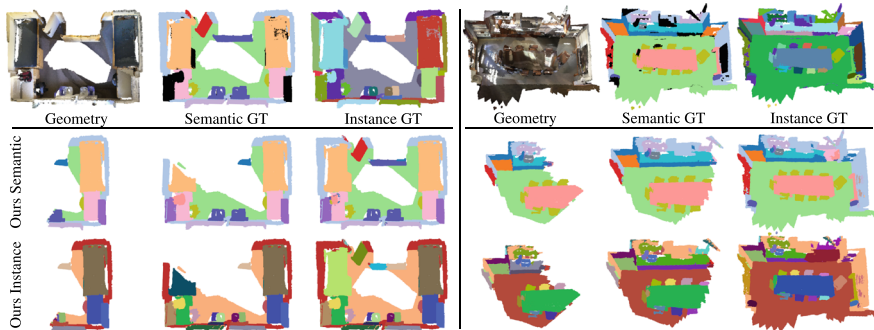 Geometry Semantic GT Instance GT Geometry Semantic GT Instance GT
Ours Semantic
Ours Instance